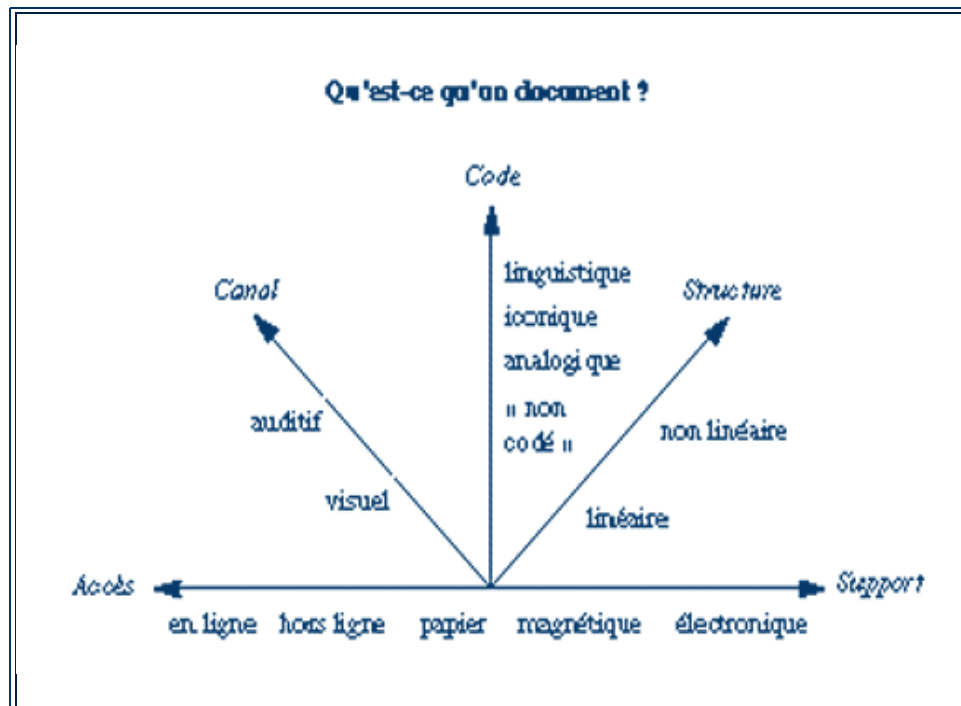 Qu'est-ce qu'un document ?
Code
Canal
Structure
linguistique
iconique
analogique
" non
codé "
auditif
visuel
non linéaire
linéaire
Accès
Support
en ligne hors ligne papier magnétique électronique